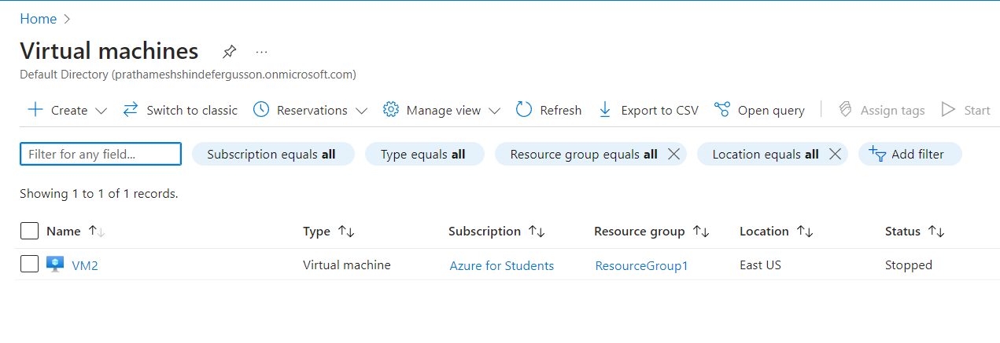 Home
Virtual machines
Default Directory (prathameshshindefergusson.onmicrosoft.com)
Create Switch to classic Reservations Manage view Refresh Export to CSV Open query Assign tags Start
Filter for any field... Subscription equals all Type equals all Resource group equals all Location equals all Add filter
Showing 1 to 1 of 1 records.
Name Type Subscription Resource group Location Status
VM2 Virtual machine Azure for Students ResourceGroup1 East US Stopped